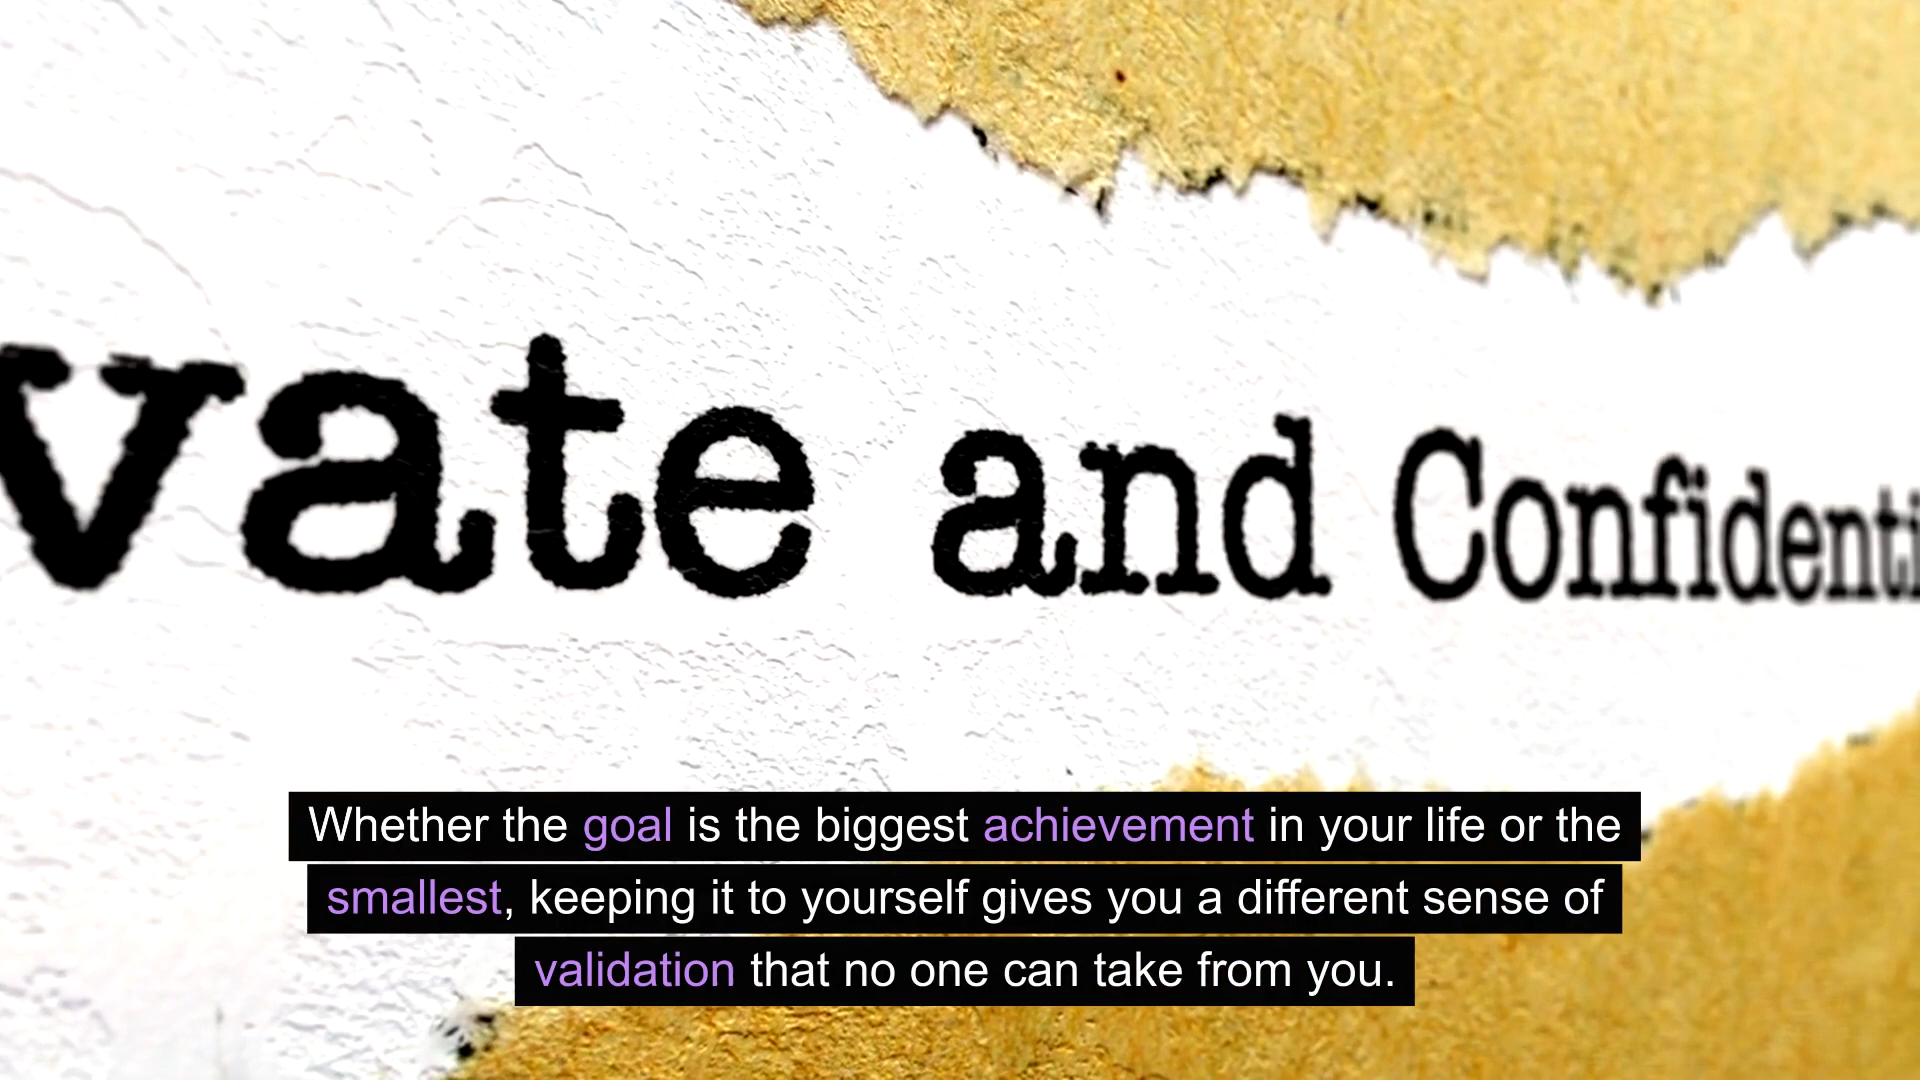 vate and Confidenti
Whether the goal is the biggest achievement in your life or the
smallest, keeping it to yourself gives you a different sense of
validation that no one can take from you.